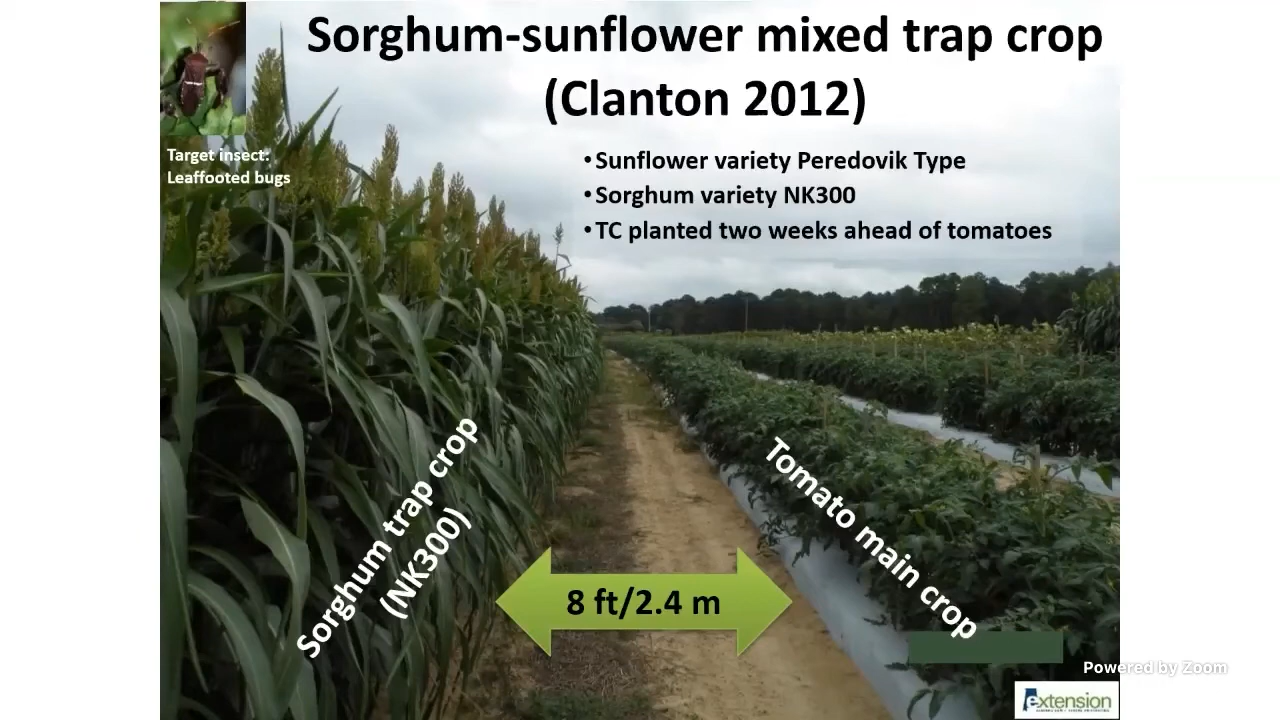 Sorghum-sunflower mixed trap crop
(Clanton 2012)
Target insect:
Leaffooted bugs
•Sunflower variety Peredovik Type
•Sorghum variety NK300
•TC planted two weeks ahead of tomatoes
Sorghum trap crop
(NK300)
Tomato main crop
8 ft/2.4 m
Powered by Zoom
extension